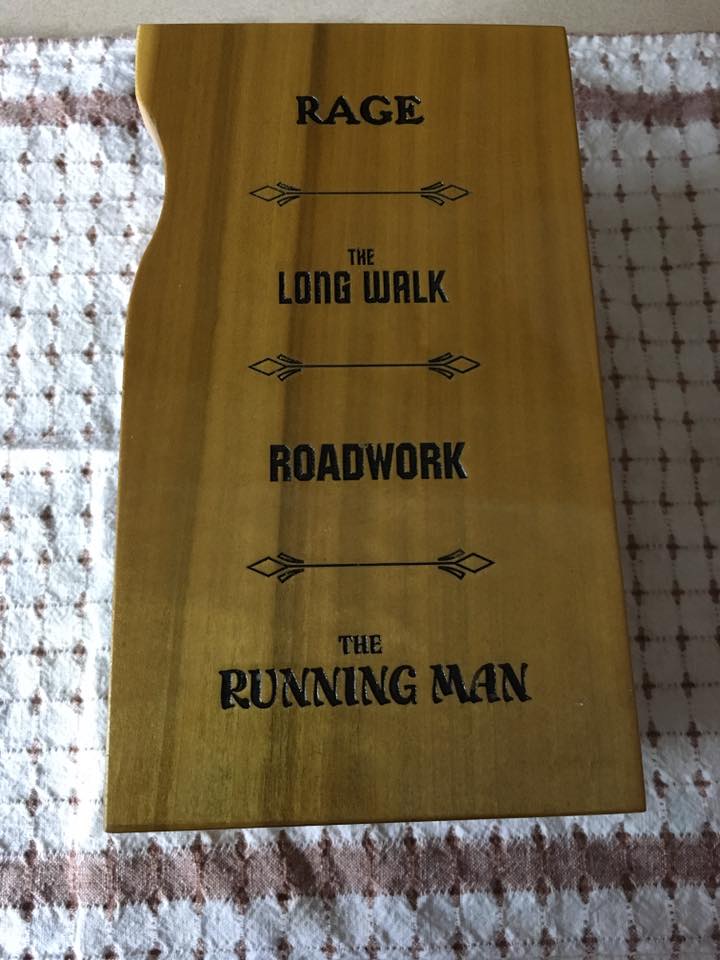 RAGE
THE
LONG WALK
ROADWORK
THE
RUNNING MAN